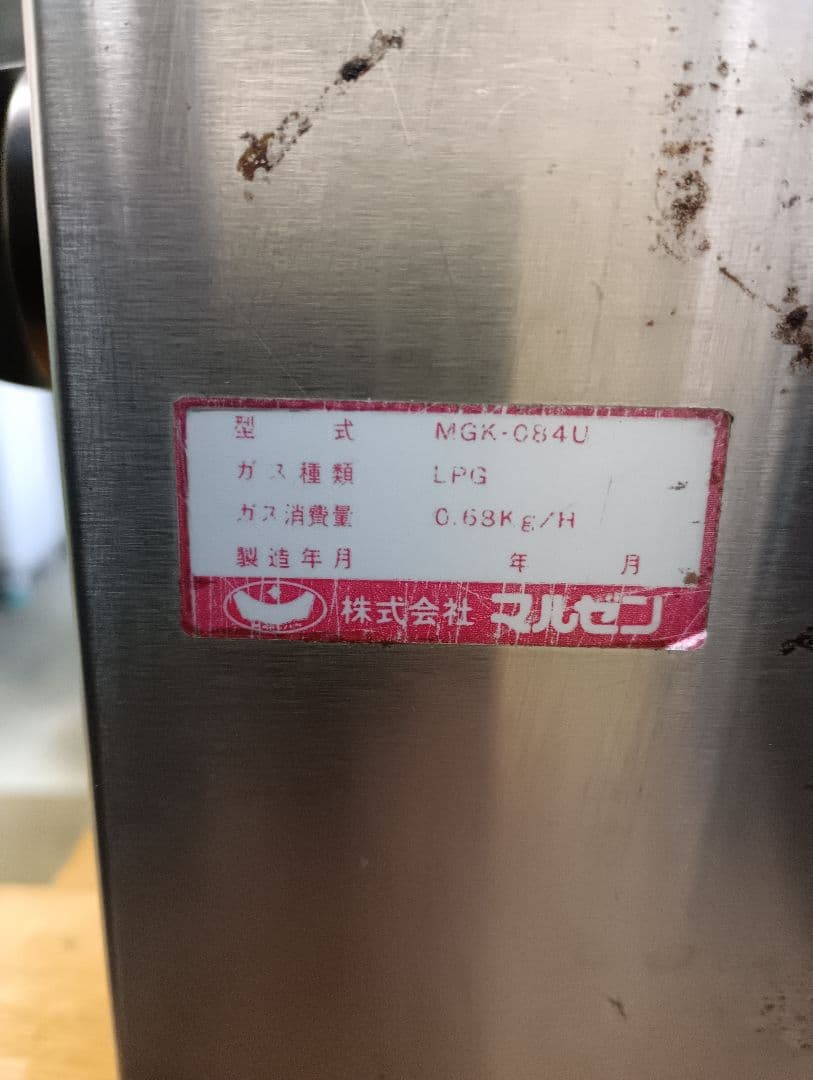 型式 MGK-084U
ガス種類 LPG
ガス消費量 0.68Kg/H
製造年月 年 月
株式会社 マルゼン